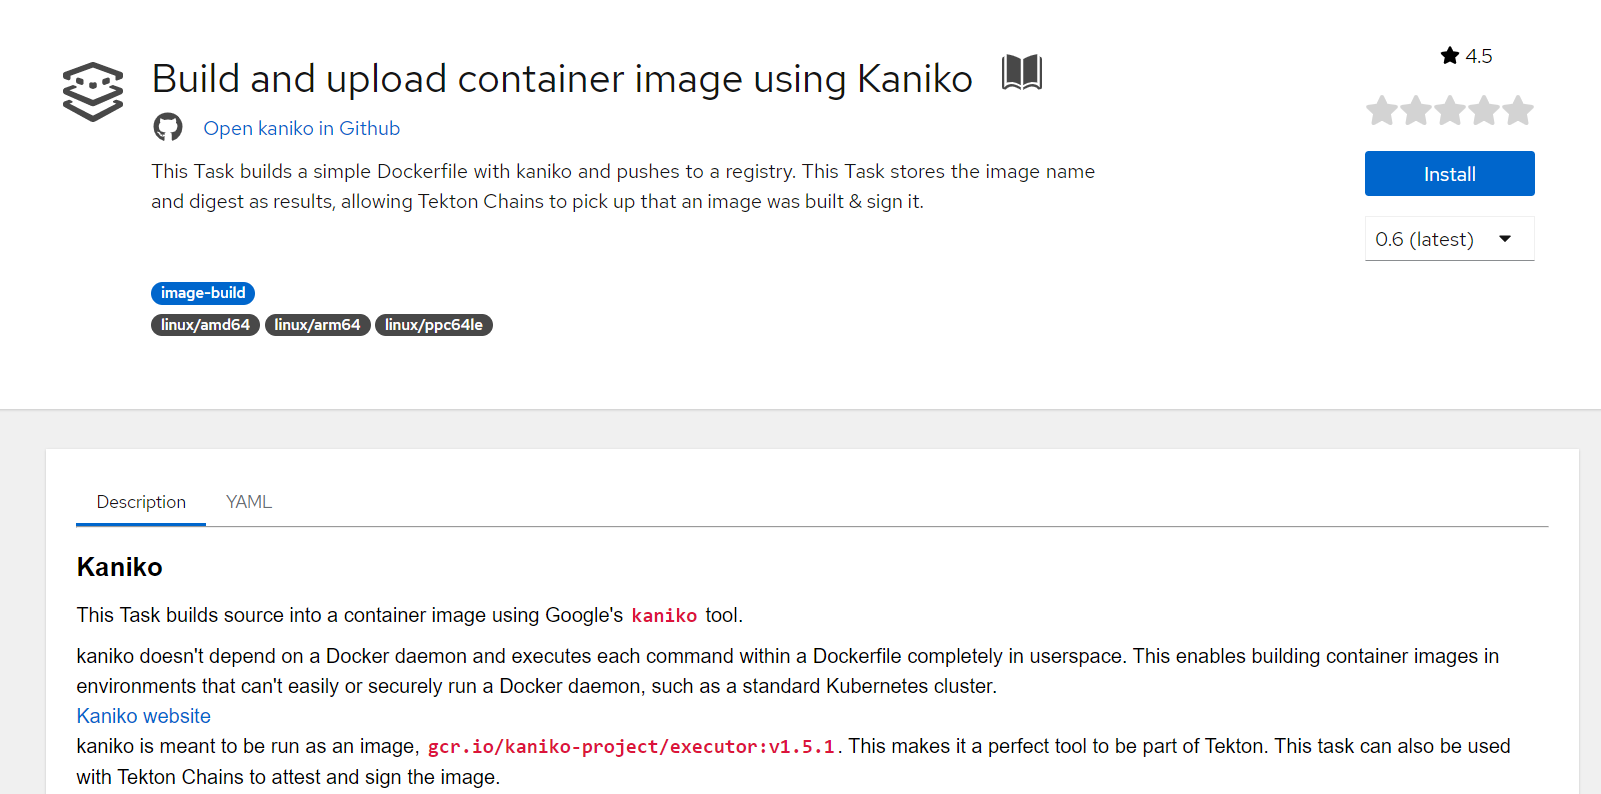 Build and upload container image using Kaniko
4.5
Open kaniko in Github
This Task builds a simple Dockerfile with kaniko and pushes to a registry. This Task stores the image name
and digest as results, allowing Tekton Chains to pick up that an image was built & sign it.
Install
0.6 (latest)
image-build
linux/amd64 linux/arm64 linux/ppc64le
Description YAML
Kaniko
This Task builds source into a container image using Google's kaniko tool.
kaniko doesn't depend on a Docker daemon and executes each command within a Dockerfile completely in userspace. This enables building container images in
environments that can't easily or securely run a Docker daemon, such as a standard Kubernetes cluster.
Kaniko website
kaniko is meant to be run as an image, gcr.io/kaniko-project/executor:v1.5.1. This makes it a perfect tool to be part of Tekton. This task can also be used
with Tekton Chains to attest and sign the image.